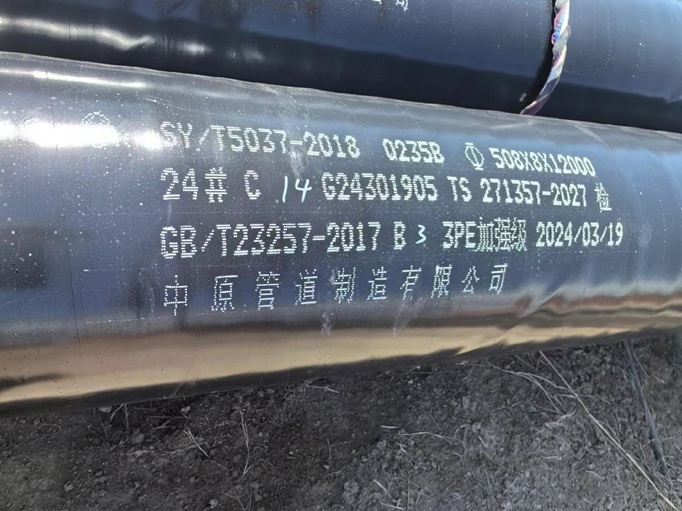 司
SY/T5037-2018 Q235B Φ 508X8X12000
24# C 14 G24301905 TS 271357-2027 检
GB/T23257-2017 B 3 3PE加强级 2024/03/19
中原管道制造有限公司